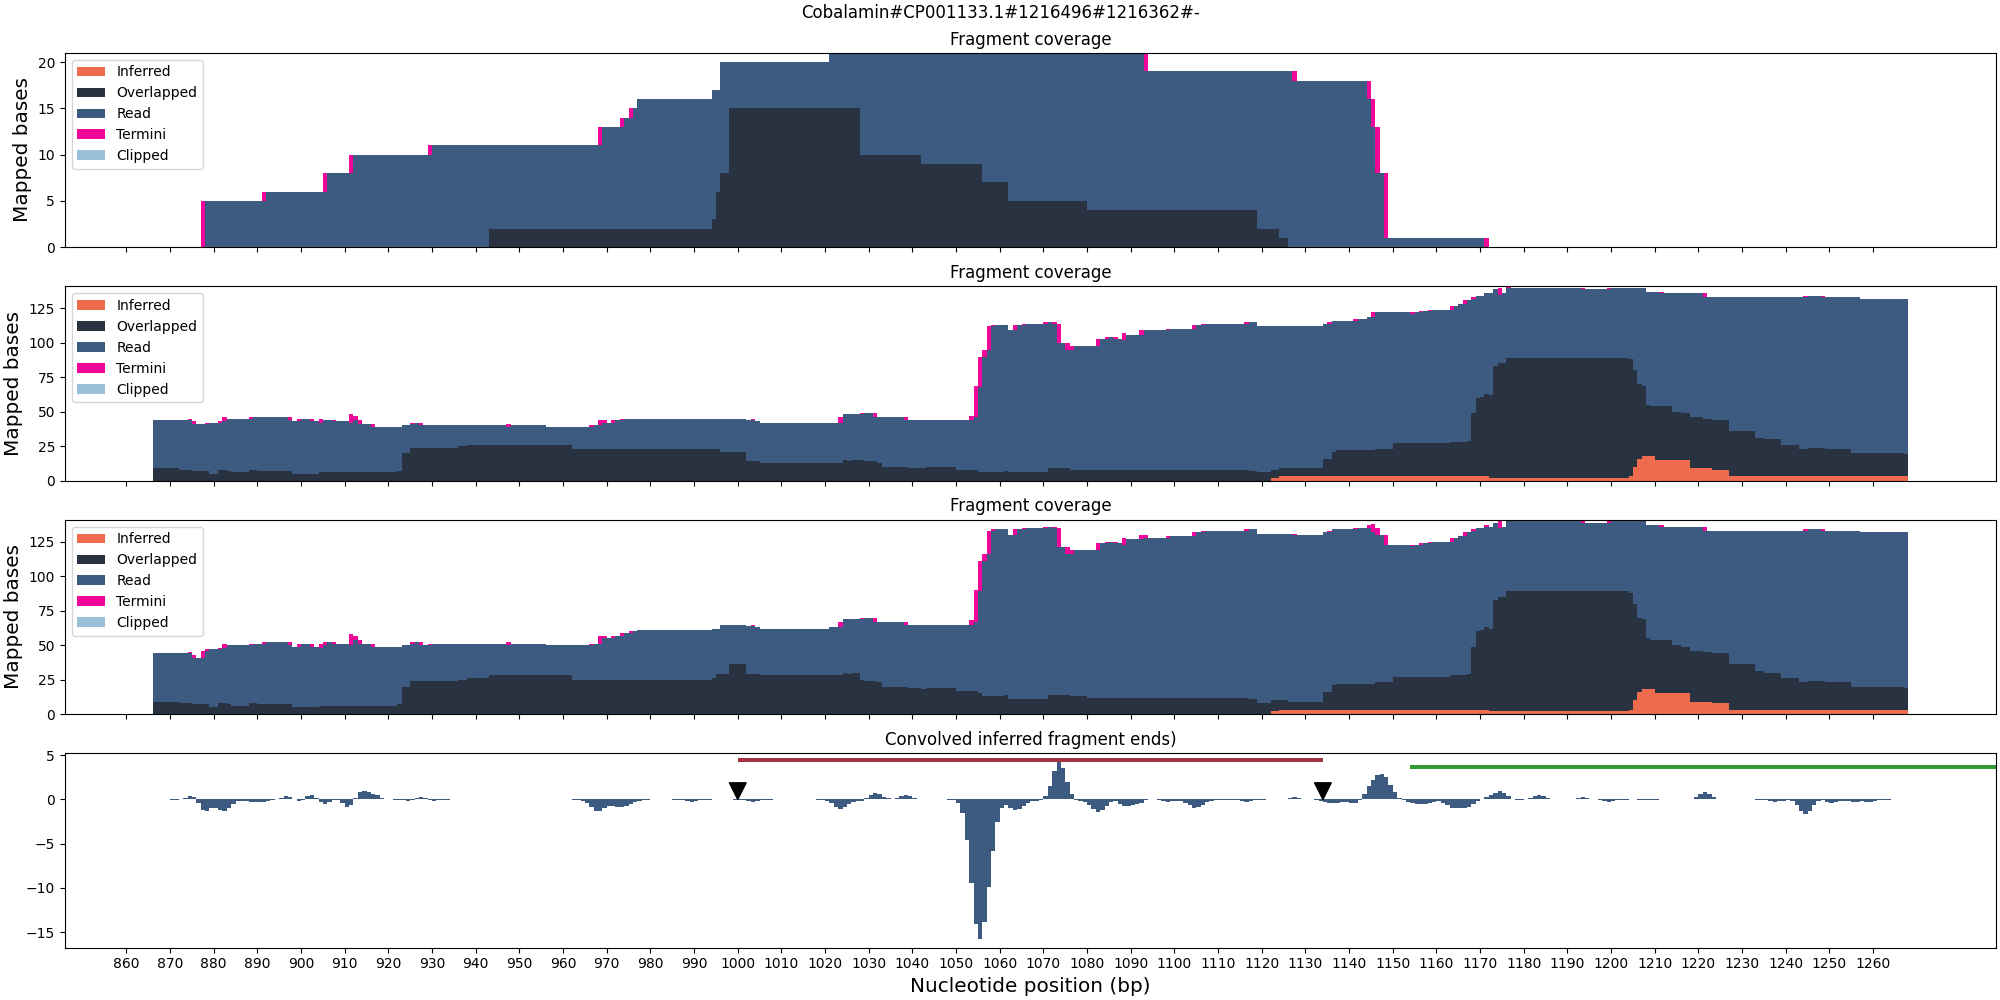 Cobalamin#CP001133.1#1216496#1216362#-
Fragment coverage
Mapped bases
20
15
10
5
0
Inferred
Overlapped
Read
Termini
Clipped
Fragment coverage
Mapped bases
125
100
75
50
25
0
Inferred
Overlapped
Read
Termini
Clipped
Fragment coverage
Mapped bases
125
100
75
50
25
0
Inferred
Overlapped
Read
Termini
Clipped
Convolved inferred fragment ends)
5
0
−5
−10
−15
860 870 880 890 900 910 920 930 940 950 960 970 980 990 1000 1010 1020 1030 1040 1050 1060 1070 1080 1090 1100 1110 1120 1130 1140 1150 1160 1170 1180 1190 1200 1210 1220 1230 1240 1250 1260
Nucleotide position (bp)